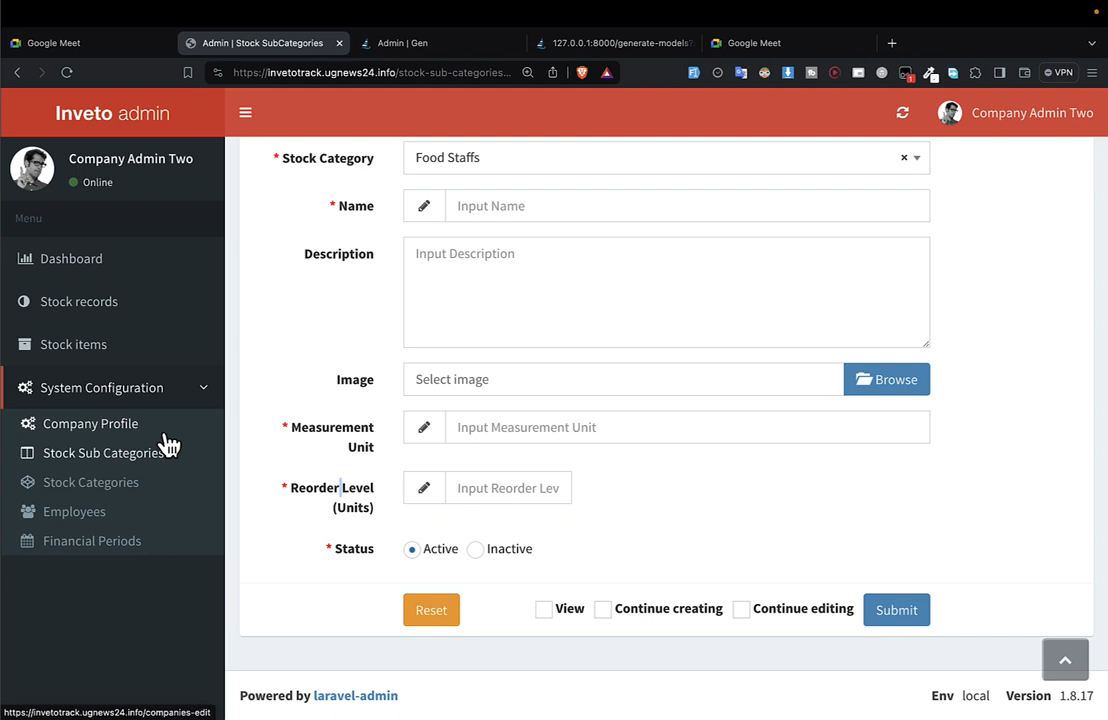 Google Meet
Admin | Stock SubCategories
Admin | Gen
127.0.0.1:8000/generate-models?
Google Meet
https://invetotrack.ugnews24.info/stock-sub-categories...
1
VPN
Inveto admin
Company Admin Two
Company Admin Two
Online
Menu
Dashboard
Stock records
Stock items
System Configuration
Company Profile
Stock Sub Categories
Stock Categories
Employees
Financial Periods
* Stock Category
Food Staffs
* Name
Input Name
Description
Input Description
Image
Select image
Browse
* Measurement
Unit
Input Measurement Unit
* Reorder Level
(Units)
Input Reorder Lev
* Status
Active
Inactive
Reset
View
Continue creating
Continue editing
Submit
Powered by laravel-admin
Env local
Version 1.8.17
https://invetotrack.ugnews24.info/companies-edit